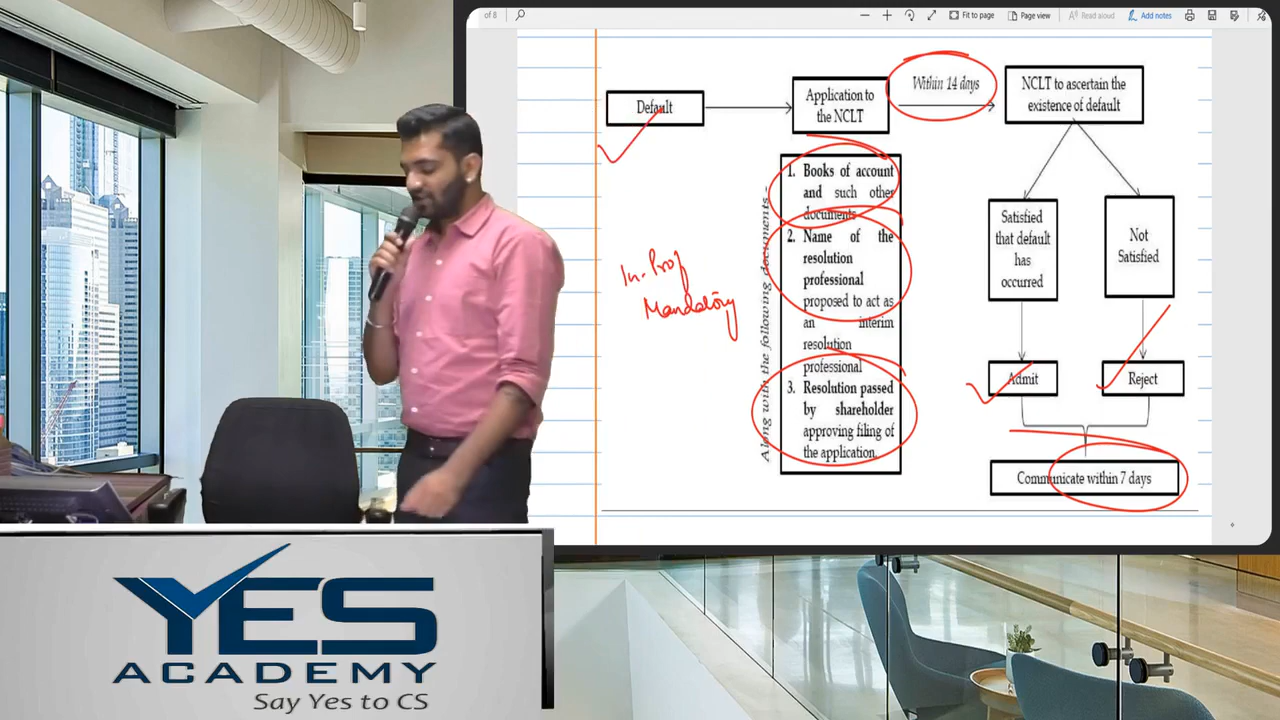 of 8
Fit to page
Page view
Read aloud
Add notes
Default
Application to
the NCLT
Within 14 days
NCLT to ascertain the
existence of default
Along with the following documents-
1. Books of account
and such other
documents
2. Name of the
resolution
professional
proposed to act as
an interim
resolution
professional
3. Resolution passed
by shareholder
approving filing of
the application.
In. Prof
Mandatory
Satisfied
that default
has
occurred
Not
Satisfied
Admit
Reject
Communicate within 7 days
YES
ACADEMY
Say Yes to CS